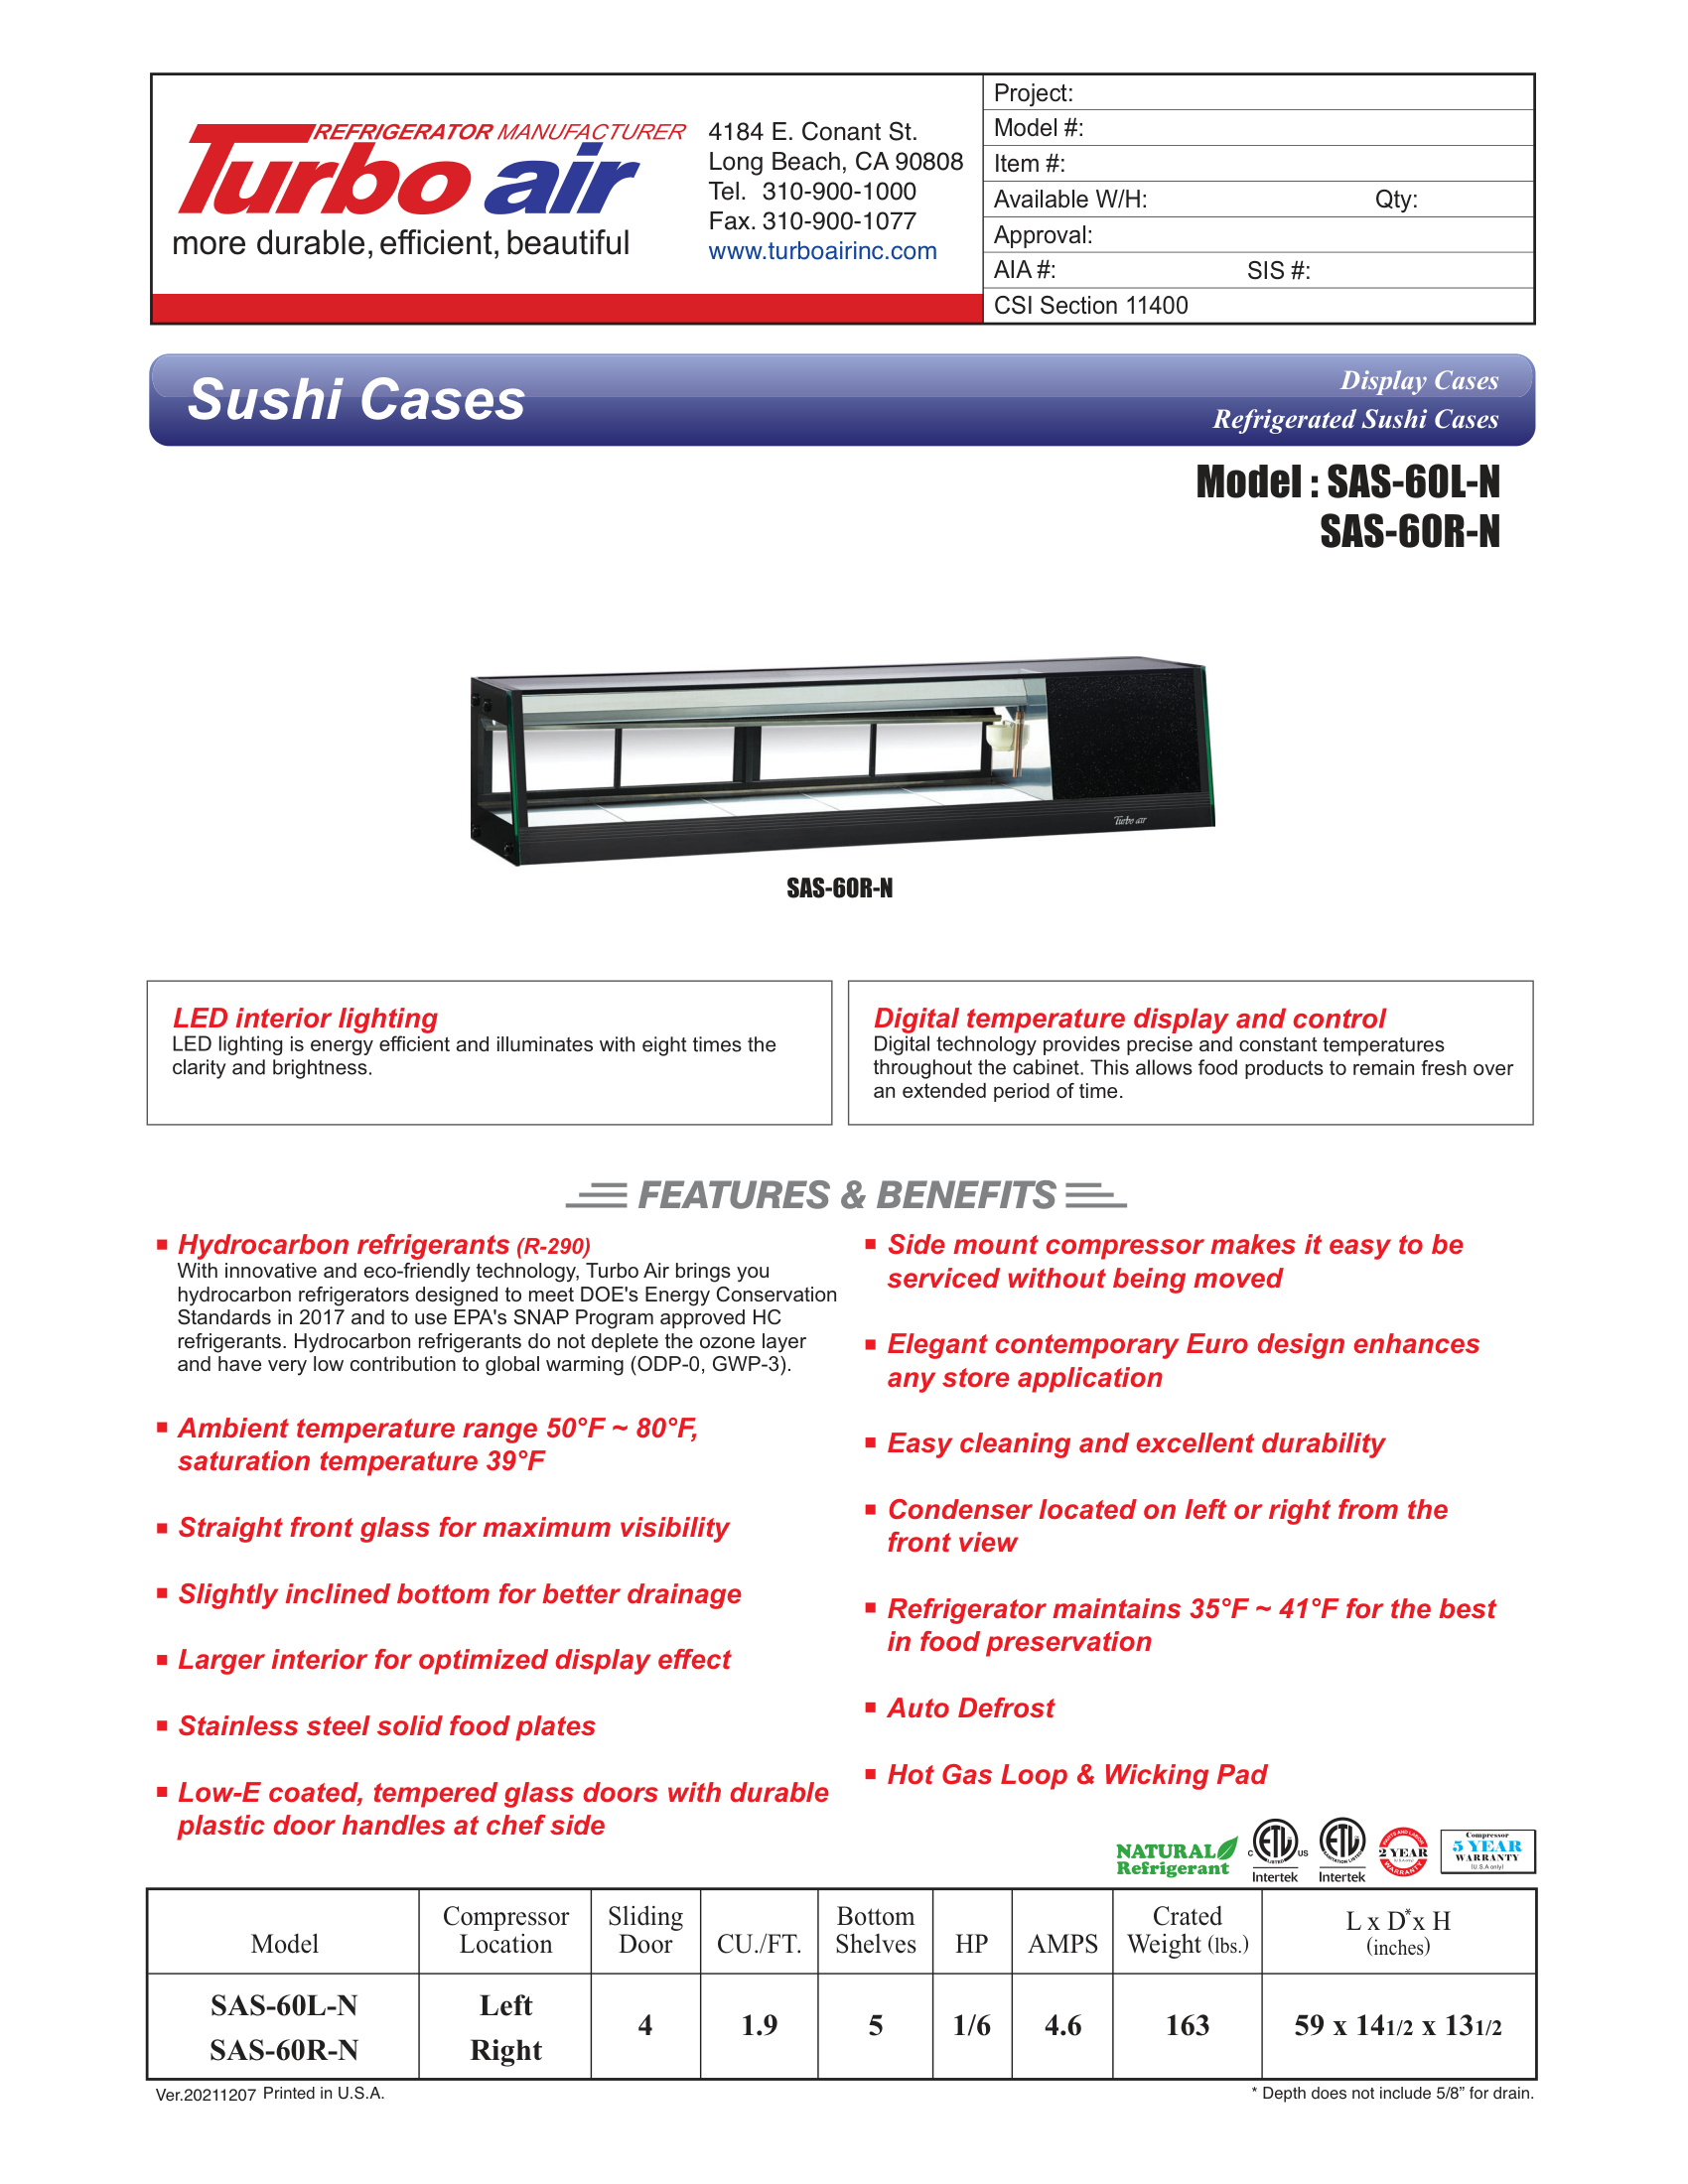 REFRIGERATOR MANUFACTURER
Turbo air
more durable, efficient, beautiful
4184 E. Conant St.
Long Beach, CA 90808
Tel. 310-900-1000
Fax. 310-900-1077
www.turboairinc.com
Project:
Model #:
Item #:
Available W/H: Qty:
Approval:
AIA #: SIS #:
CSI Section 11400
Sushi Cases
Display Cases
Refrigerated Sushi Cases
Model : SAS-60L-N
SAS-60R-N
Turbo air
SAS-60R-N
LED interior lighting
LED lighting is energy efficient and illuminates with eight times the
clarity and brightness.
Digital temperature display and control
Digital technology provides precise and constant temperatures
throughout the cabinet. This allows food products to remain fresh over
an extended period of time.
FEATURES & BENEFITS
Hydrocarbon refrigerants (R-290)
With innovative and eco-friendly technology, Turbo Air brings you
hydrocarbon refrigerators designed to meet DOE's Energy Conservation
Standards in 2017 and to use EPA's SNAP Program approved HC
refrigerants. Hydrocarbon refrigerants do not deplete the ozone layer
and have very low contribution to global warming (ODP-0, GWP-3).
Ambient temperature range 50°F ~ 80°F,
saturation temperature 39°F
Straight front glass for maximum visibility
Slightly inclined bottom for better drainage
Larger interior for optimized display effect
Stainless steel solid food plates
Low-E coated, tempered glass doors with durable
plastic door handles at chef side
Side mount compressor makes it easy to be
serviced without being moved
Elegant contemporary Euro design enhances
any store application
Easy cleaning and excellent durability
Condenser located on left or right from the
front view
Refrigerator maintains 35°F ~ 41°F for the best
in food preservation
Auto Defrost
Hot Gas Loop & Wicking Pad
NATURAL
Refrigerant
C ETL US
LISTED
Intertek
ETL
Intertek
PARTS AND LABOR
2 YEAR
WARRANTY
Compressor
5 YEAR
WARRANTY
(U.S.A only)
Model
Compressor
Location
Sliding
Door
CU./FT.
Bottom
Shelves
HP
AMPS
Crated
Weight (lbs.)
L x D* x H
(inches)
SAS-60L-N
SAS-60R-N
Left
Right
4
1.9
5
1/6
4.6
163
59 x 14 1/2 x 13 1/2
Ver.20211207 Printed in U.S.A.
* Depth does not include 5/8” for drain.